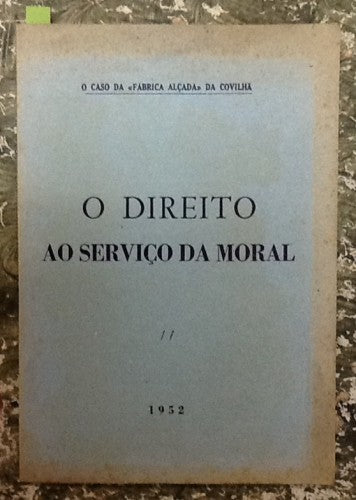 O CASO DA «FÁBRICA ALÇADA» DA COVILHÃ
O DIREITO
AO SERVIÇO DA MORAL
1952